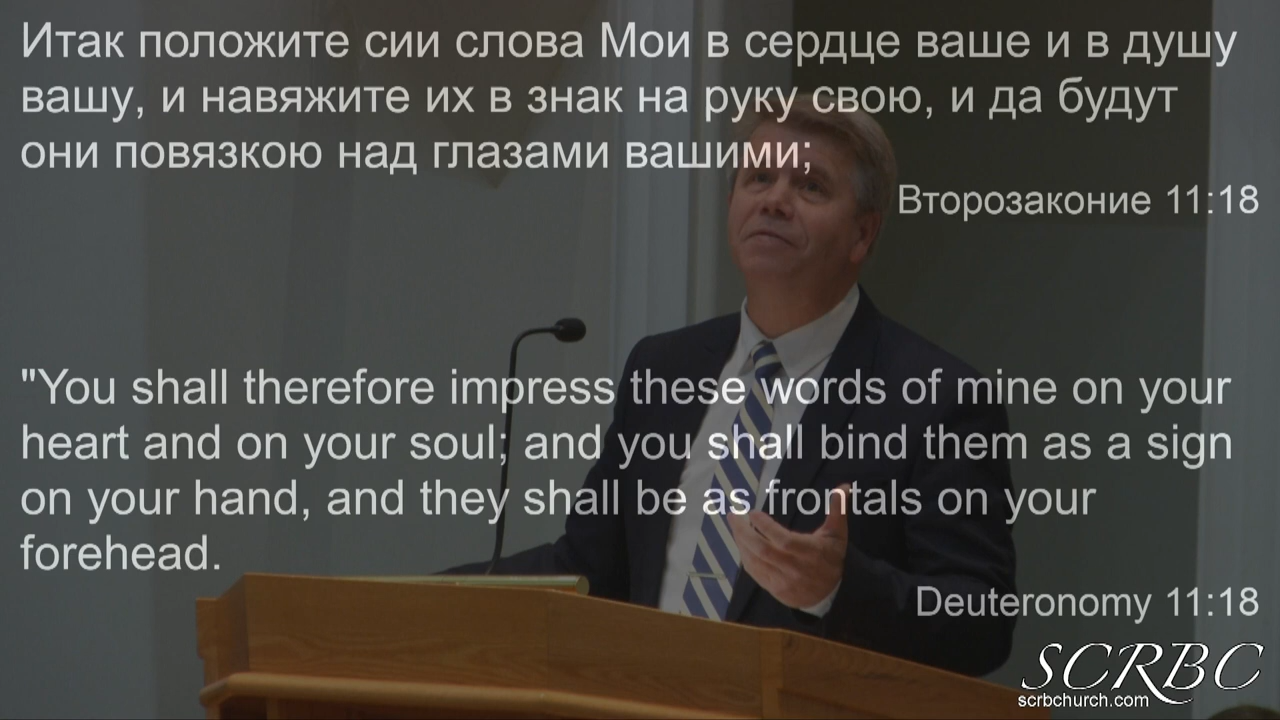 Итак положите сии слова Мои в сердце ваше и в душу
вашу, и навяжите их в знак на руку свою, и да будут
они повязкою над глазами вашими;
Второзаконие 11:18
"You shall therefore impress these words of mine on your
heart and on your soul; and you shall bind them as a sign
on your hand, and they shall be as frontals on your
forehead.
Deuteronomy 11:18
SCRBC
scrbchurch.com